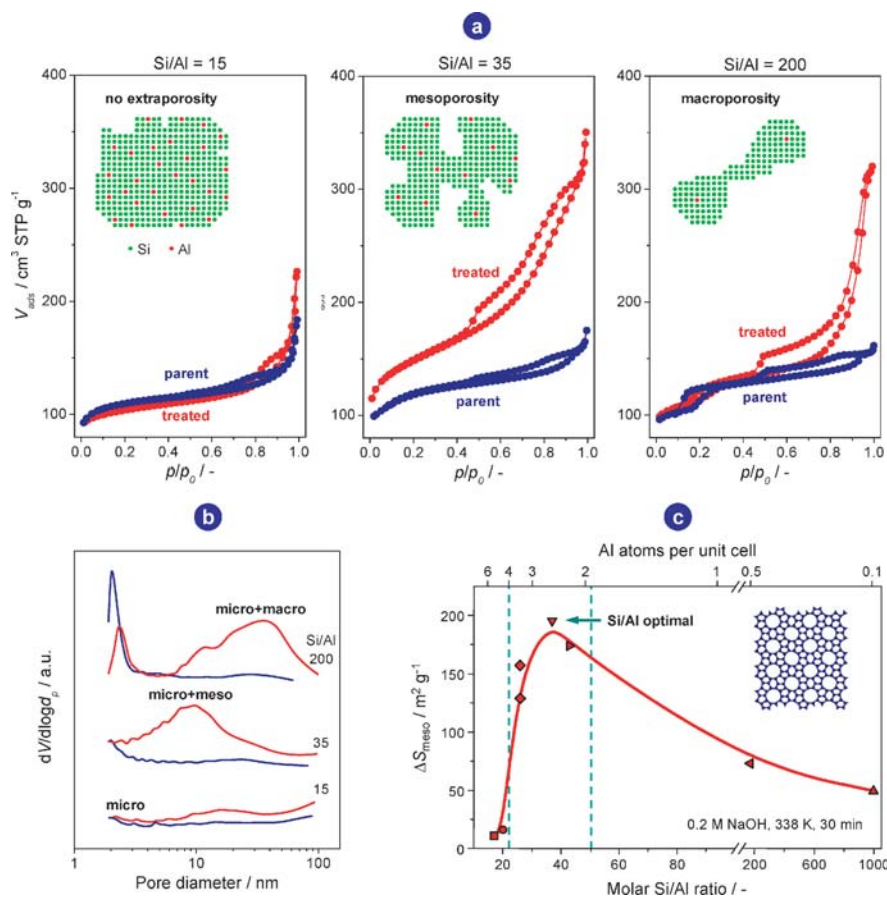 a
Si/Al = 15
Si/Al = 35
Si/Al = 200
no extraporosity
mesoporosity
macroporosity
Si
Al
400
300
200
100
V_ads / cm³ STP g⁻¹
parent
treated
0.0 0.2 0.4 0.6 0.8 1.0
p/p₀ / -
400
300
200
100
treated
parent
0.0 0.2 0.4 0.6 0.8 1.0
p/p₀ / -
400
300
200
100
treated
parent
0.0 0.2 0.4 0.6 0.8 1.0
p/p₀ / -
b
dV/dlogd_p / a.u.
micro+macro
Si/Al
200
micro+meso
35
15
micro
1 10 100
Pore diameter / nm
c
Al atoms per unit cell
6 4 3 2 1 0.5 0.1
200
150
100
50
0
ΔS_meso / m² g⁻¹
Si/Al optimal
0.2 M NaOH, 338 K, 30 min
20 40 60 80 200 1000
Molar Si/Al ratio / -